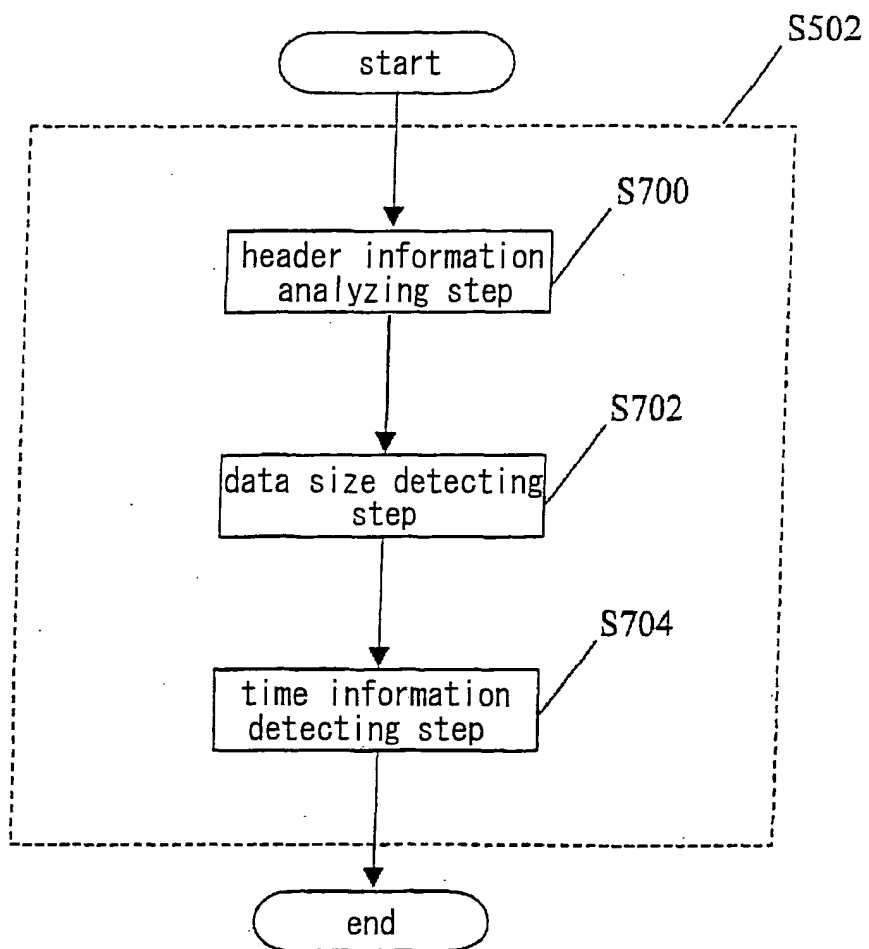 S502
start
S700
header information
analyzing step
S702
data size detecting
step
S704
time information
detecting step
end